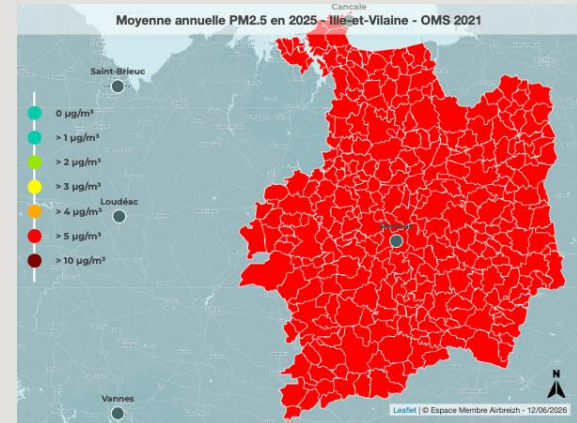 Cancale
Moyenne annuelle PM2.5 en 2025 - Ille-et-Vilaine - OMS 2021
Saint-Brieuc
0 µg/m³
> 1 µg/m³
> 2 µg/m³
> 3 µg/m³
Loudéac
> 4 µg/m³
> 5 µg/m³
> 10 µg/m³
N
Vannes
Leaflet | © Espace Membre Airbreizh - 12/06/2026